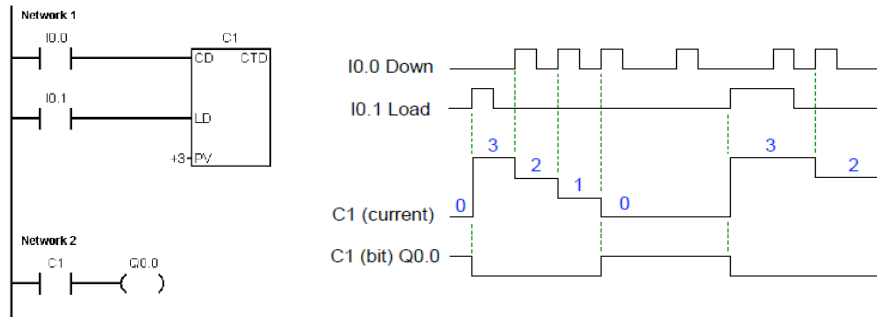 Network 1
I0.0
C1
CD CTD
I0.1
LD
+3 PV
Network 2
C1 Q0.0
I0.0 Down
I0.1 Load
3 2 1 0 3 2
0
C1 (current)
C1 (bit) Q0.0